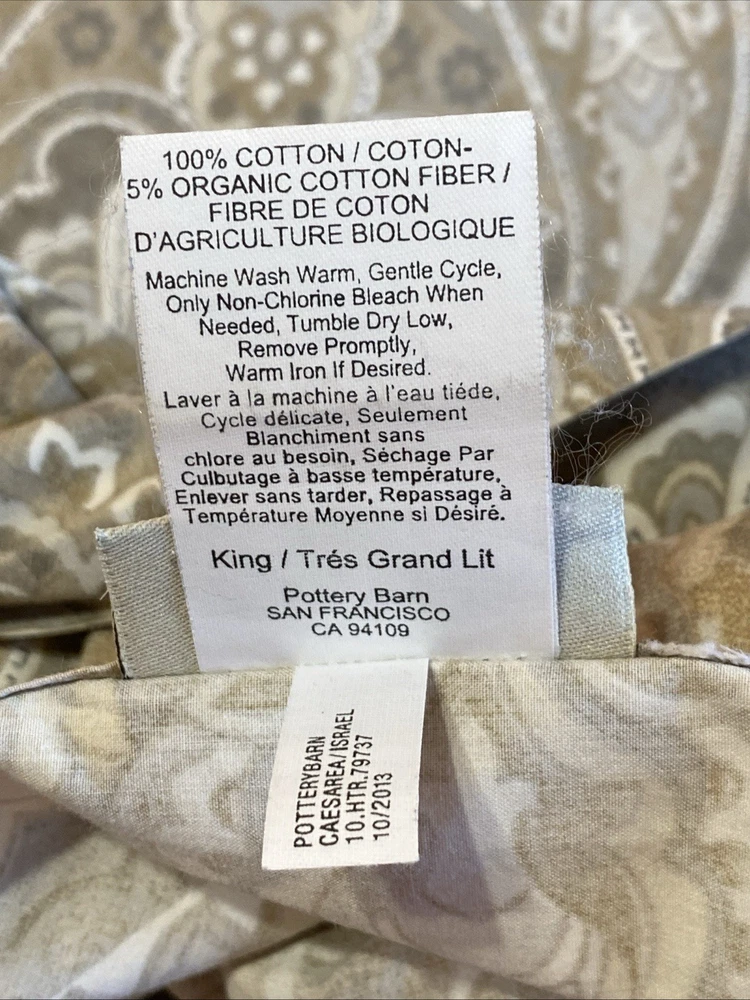 100% COTTON / COTON-
5% ORGANIC COTTON FIBER /
FIBRE DE COTON
D'AGRICULTURE BIOLOGIQUE
Machine Wash Warm, Gentle Cycle,
Only Non-Chlorine Bleach When
Needed, Tumble Dry Low,
Remove Promptly,
Warm Iron If Desired.
Laver à la machine à l'eau tiéde,
Cycle délicate, Seulement
Blanchiment sans
chlore au besoin, Séchage Par
Culbutage à basse température,
Enlever sans tarder, Repassage à
Température Moyenne si Désiré.
King / Trés Grand Lit
Pottery Barn
SAN FRANCISCO
CA 94109
POTTERYBARN
CAESAREA/ISRAEL
10.HTR.79737
10/2013